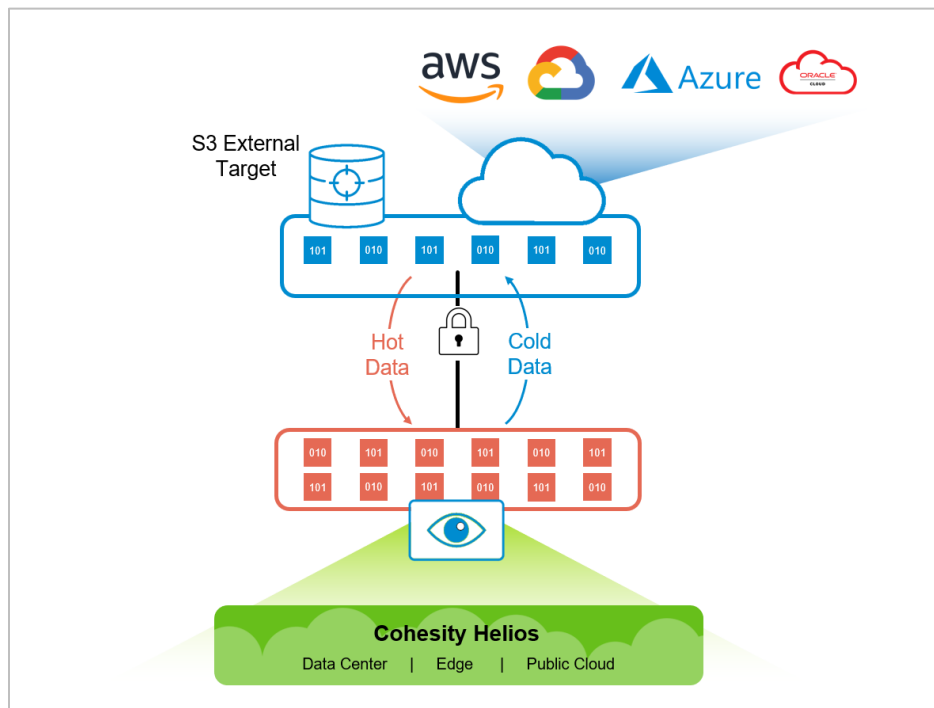 aws
Azure
ORACLE
CLOUD
S3 External
Target
101 010 101 010 101 010
Hot
Data
Cold
Data
010 101 010 101 010 101
101 010 101 010 101 010
Cohesity Helios
Data Center | Edge | Public Cloud